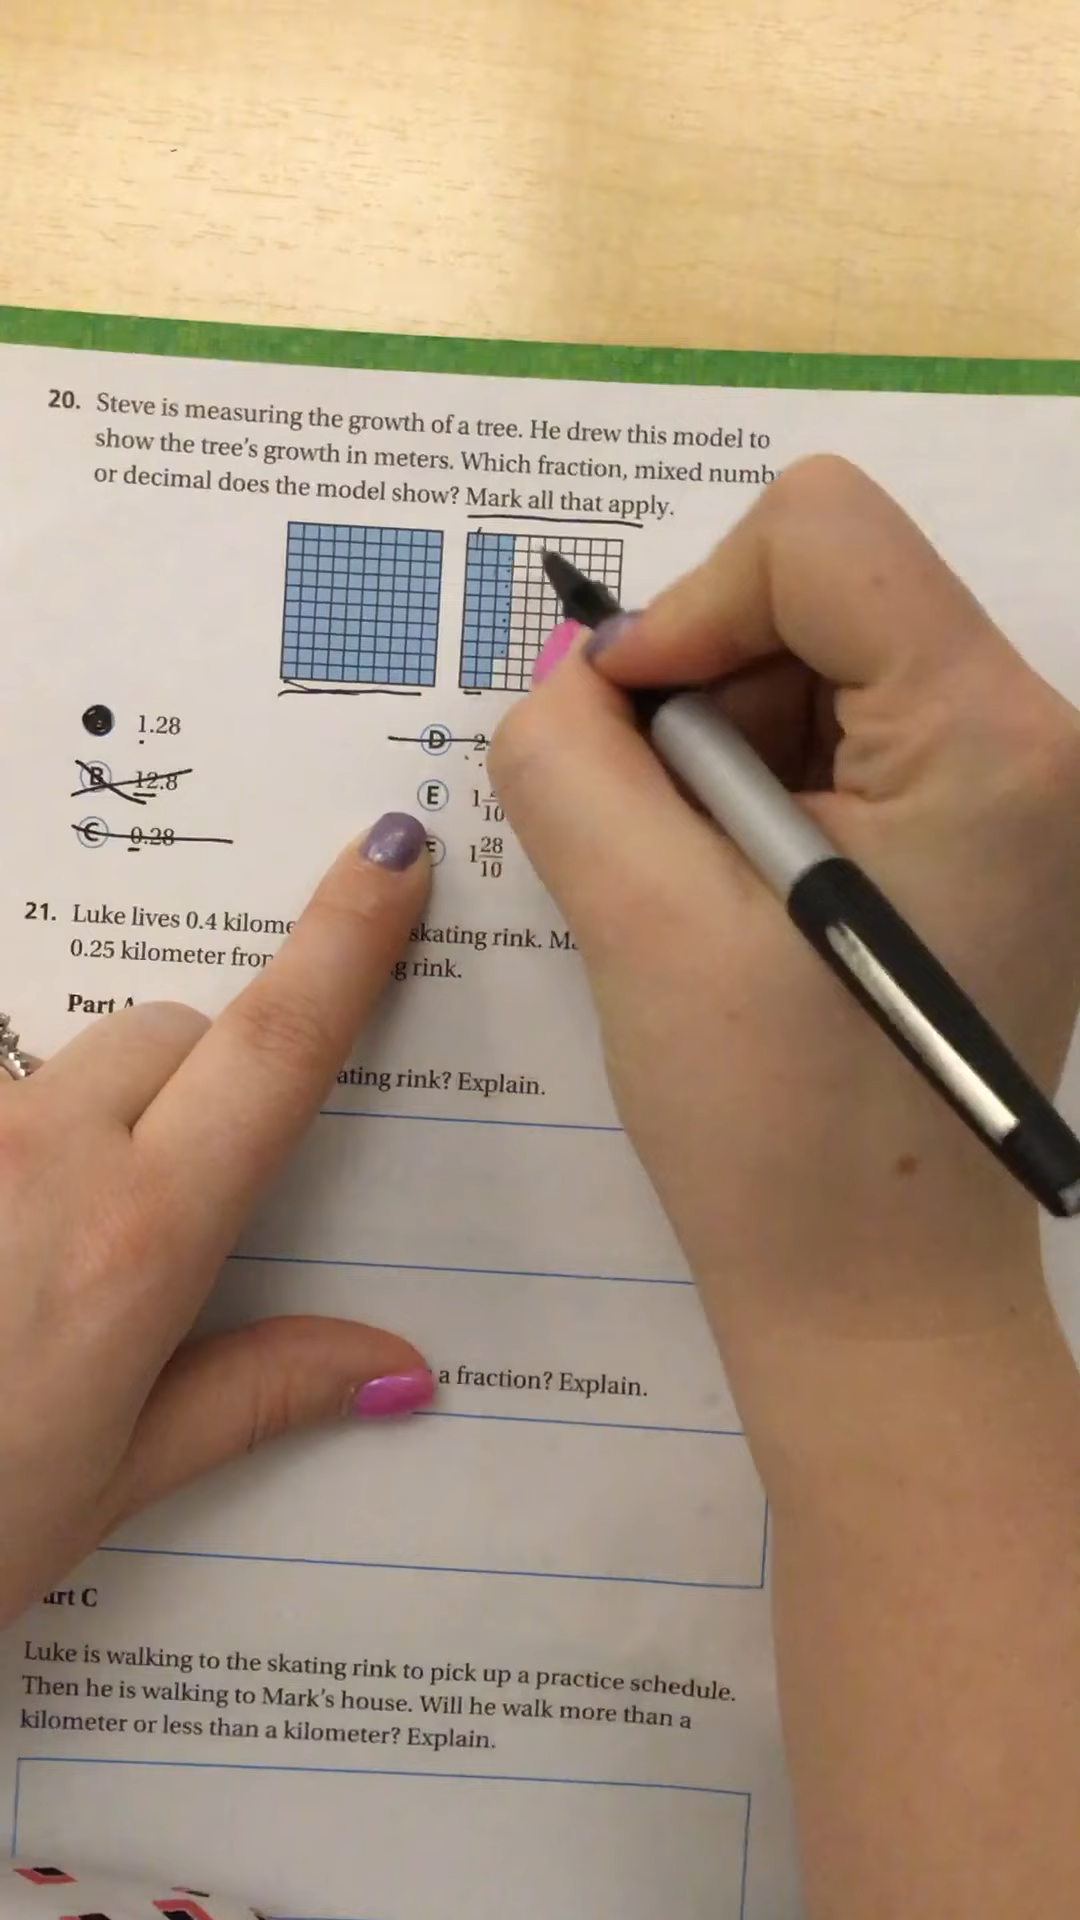 20. Steve is measuring the growth of a tree. He drew this model to
show the tree's growth in meters. Which fraction, mixed numb
or decimal does the model show? Mark all that apply.
1.28
B 12.8
C 0.28
D 2
E 1 10
1 28/10
21. Luke lives 0.4 kilome skating rink.
0.25 kilometer from g rink.
Part A
ating rink? Explain.
a fraction? Explain.
art C
Luke is walking to the skating rink to pick up a practice schedule.
Then he is walking to Mark's house. Will he walk more than a
kilometer or less than a kilometer? Explain.